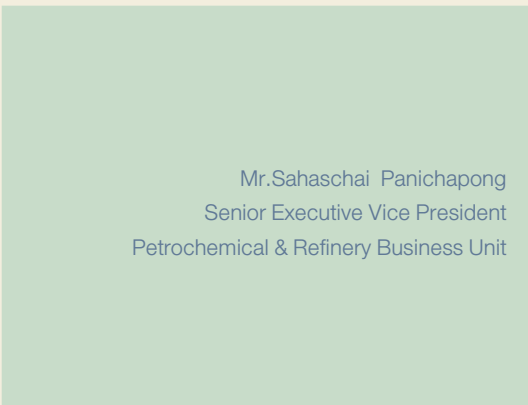 Mr.Sahaschai  Panichapong
Senior Executive Vice President
Petrochemical & Refinery Business Unit